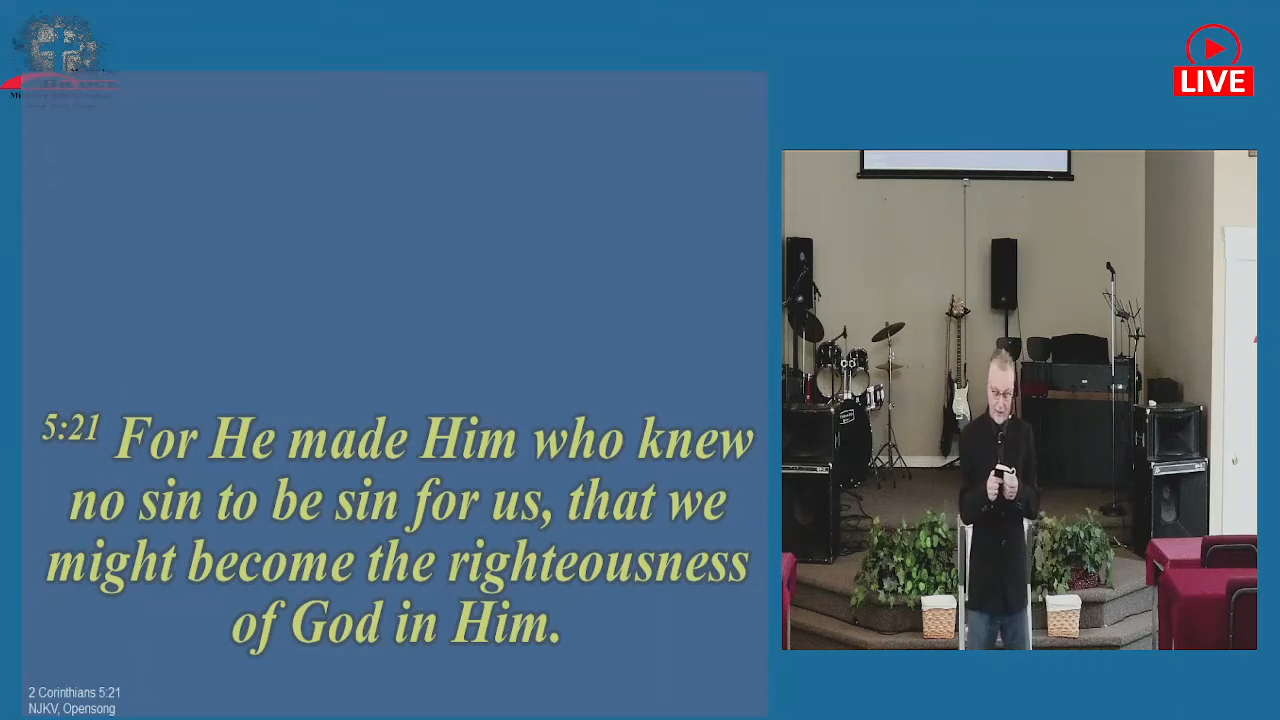 LIVE
5:21 For He made Him who knew
no sin to be sin for us, that we
might become the righteousness
of God in Him.
2 Corinthians 5:21
NJKV, Opensong